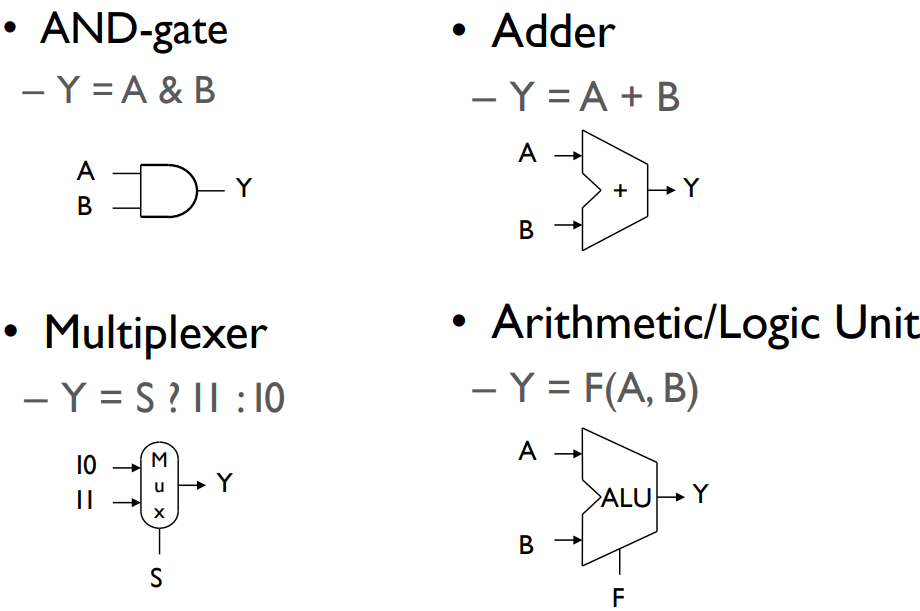 • AND-gate
– Y = A & B
A
B
Y
• Adder
– Y = A + B
A
B
+
Y
• Multiplexer
– Y = S ? I1 : I0
I0
I1
M
u
x
Y
S
• Arithmetic/Logic Unit
– Y = F(A, B)
A
B
ALU
Y
F